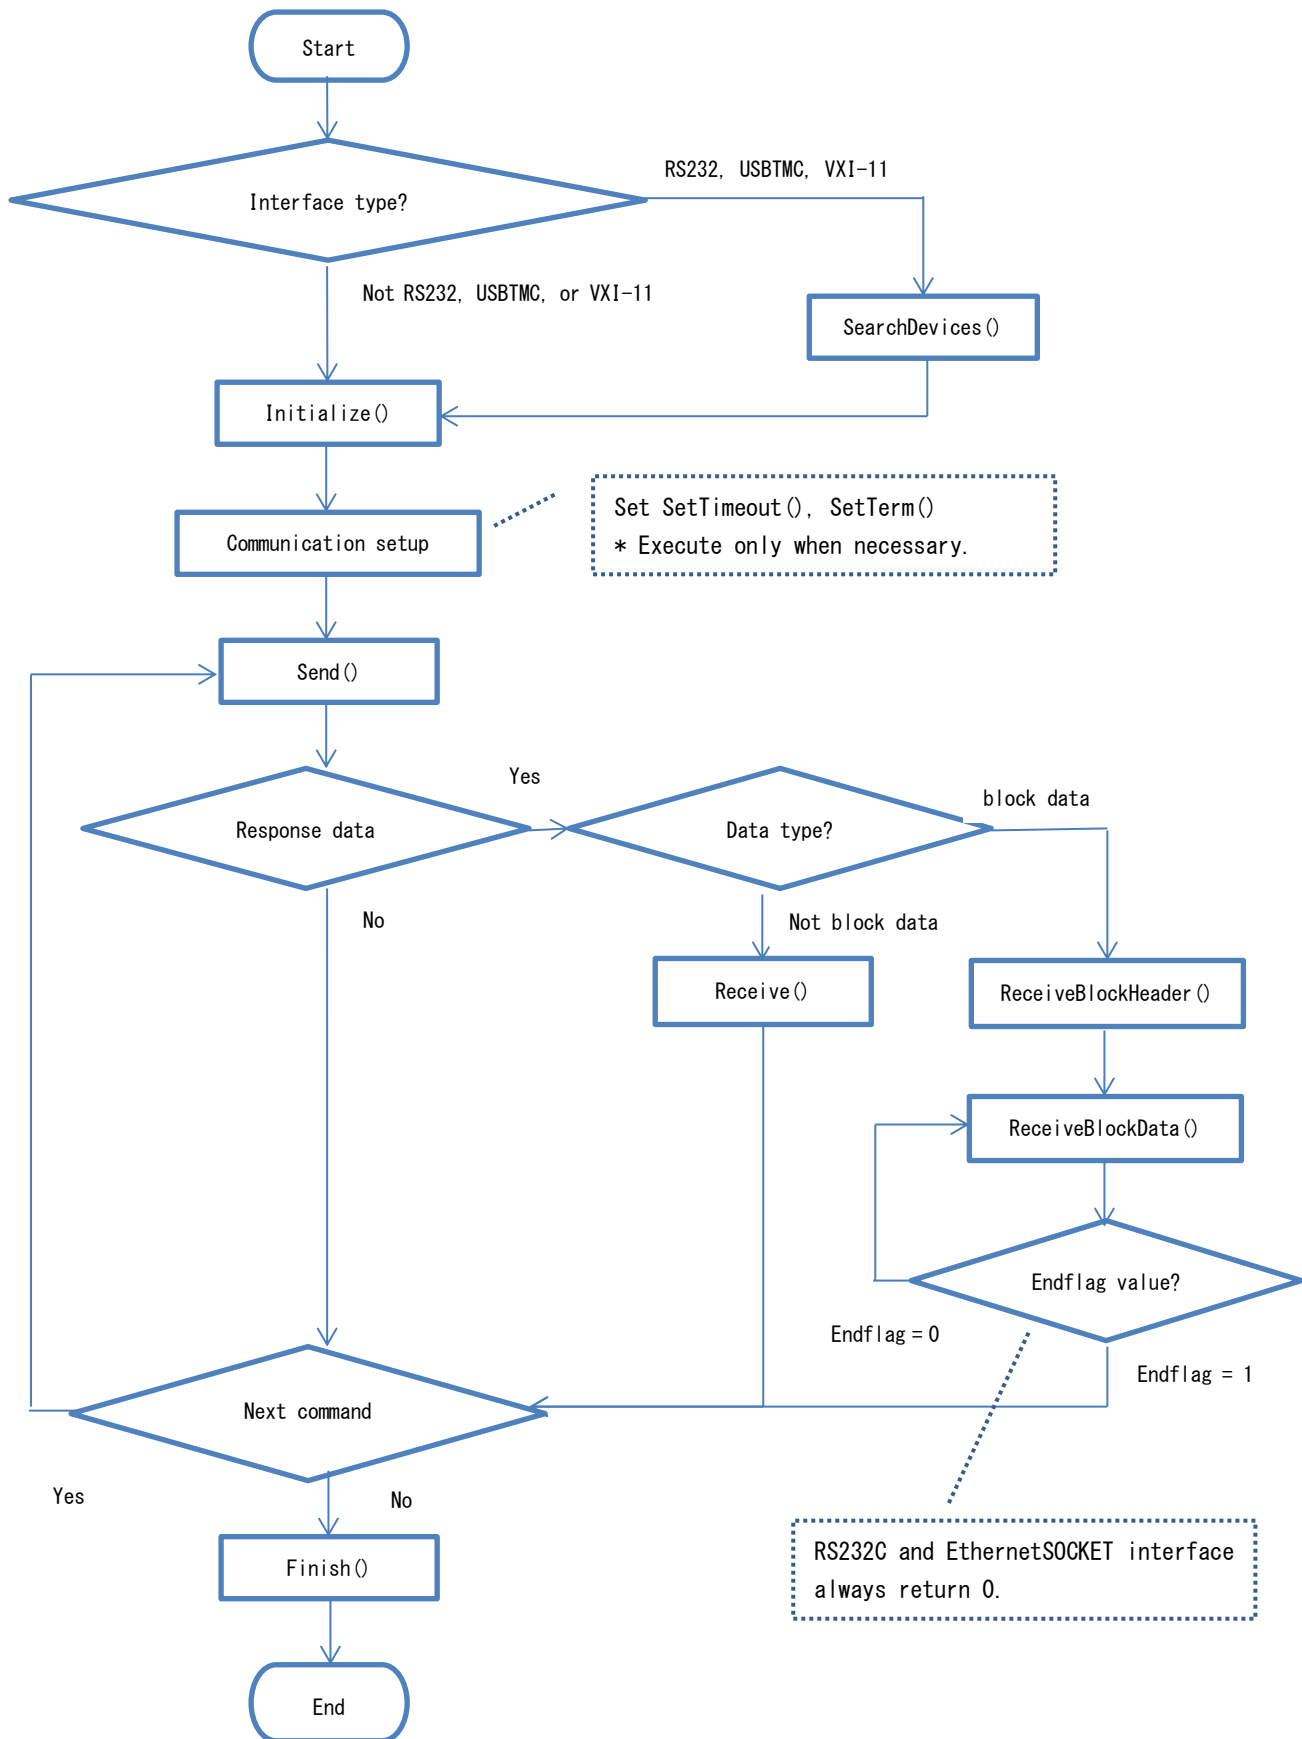 Start
Interface type?
RS232, USBTMC, VXI-11
Not RS232, USBTMC, or VXI-11
SearchDevices()
Initialize()
Communication setup
Set SetTimeout(), SetTerm()
* Execute only when necessary.
Send()
Response data
Yes
Data type?
block data
No
Not block data
Receive()
ReceiveBlockHeader()
ReceiveBlockData()
Endflag value?
Endflag = 0
Endflag = 1
Next command
Yes
No
Finish()
RS232C and EthernetSOCKET interface
always return 0.
End